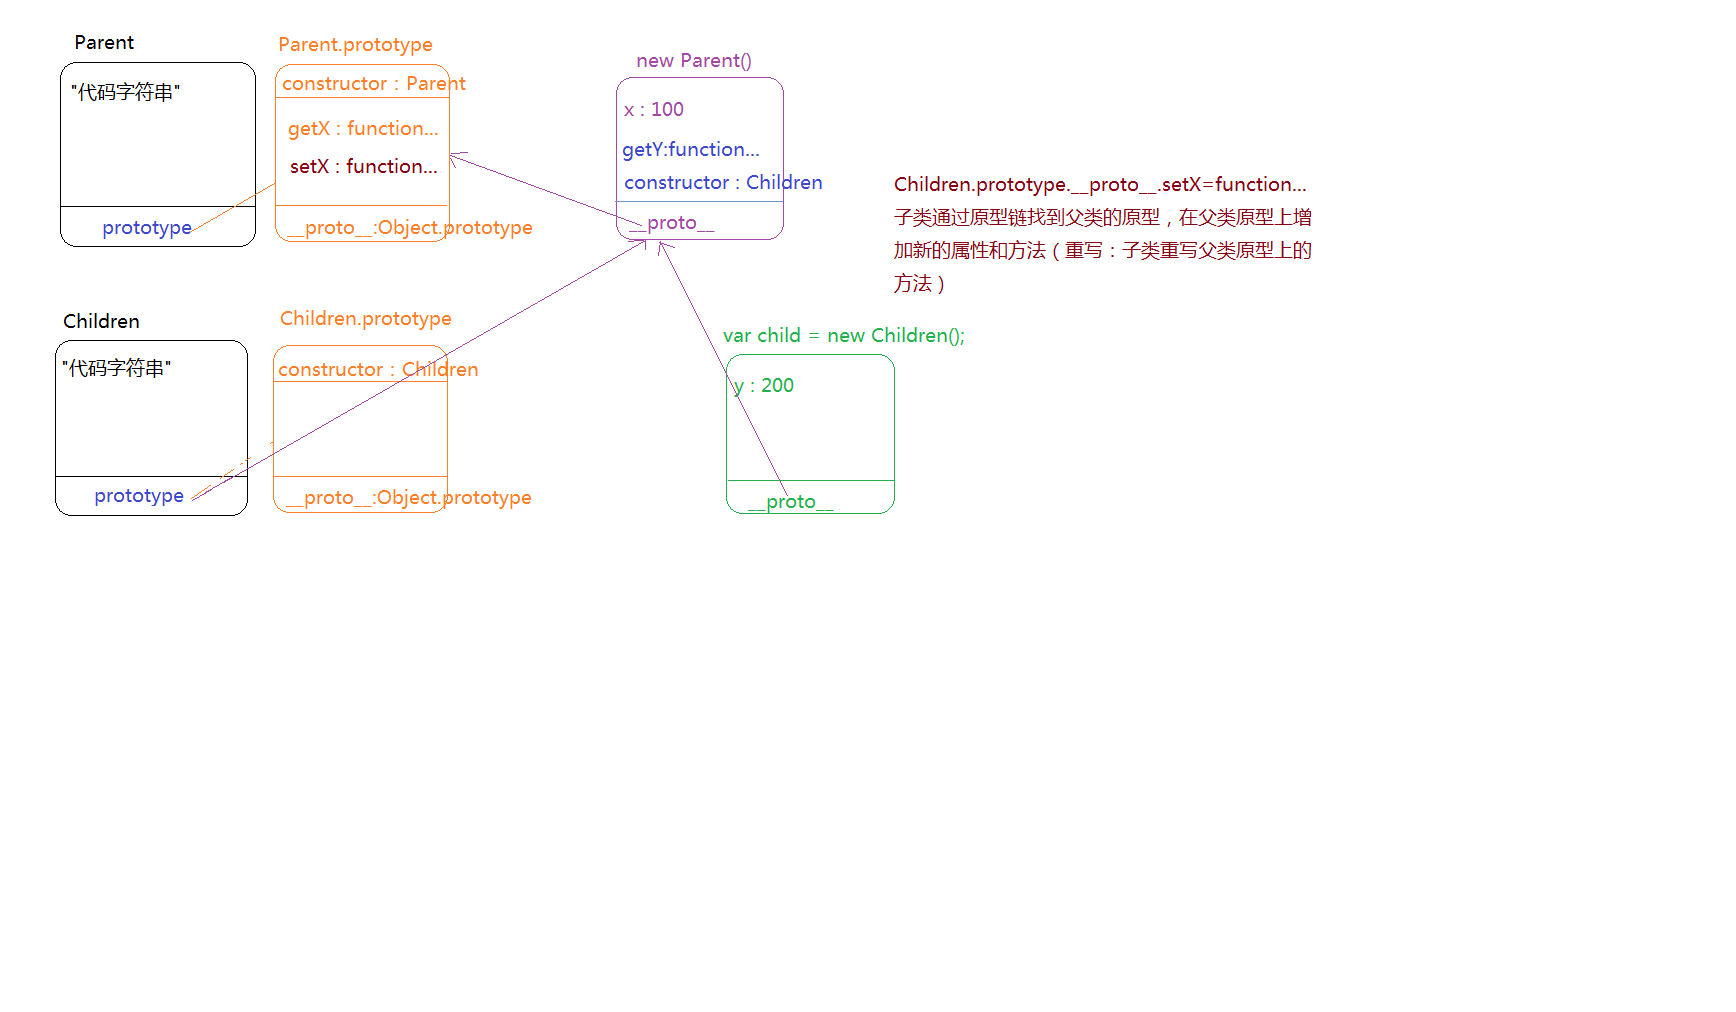 Parent
"代码字符串"
prototype
Parent.prototype
constructor : Parent
getX : function...
setX : function...
__proto__:Object.prototype
new Parent()
x : 100
getY:function...
constructor : Children
__proto__
Children.prototype.__proto__.setX=function...
子类通过原型链找到父类的原型，在父类原型上增
加新的属性和方法（重写：子类重写父类原型上的
方法）
Children
"代码字符串"
prototype
Children.prototype
constructor : Children
__proto__:Object.prototype
var child = new Children();
y : 200
__proto__